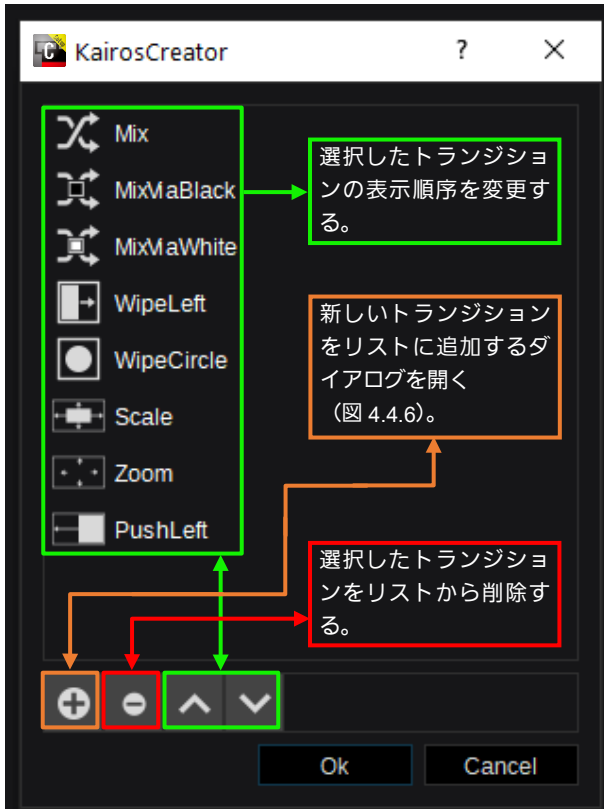 KairosCreator ?
Mix
MixViaBlack
MixViaWhite
WipeLeft
WipeCircle
Scale
Zoom
PushLeft
選択したトランジショ
ンの表示順序を変更す
る。
新しいトランジション
をリストに追加するダ
イアログを開く
（図 4.4.6）。
選択したトランジショ
ンをリストから削除す
る。
Ok
Cancel